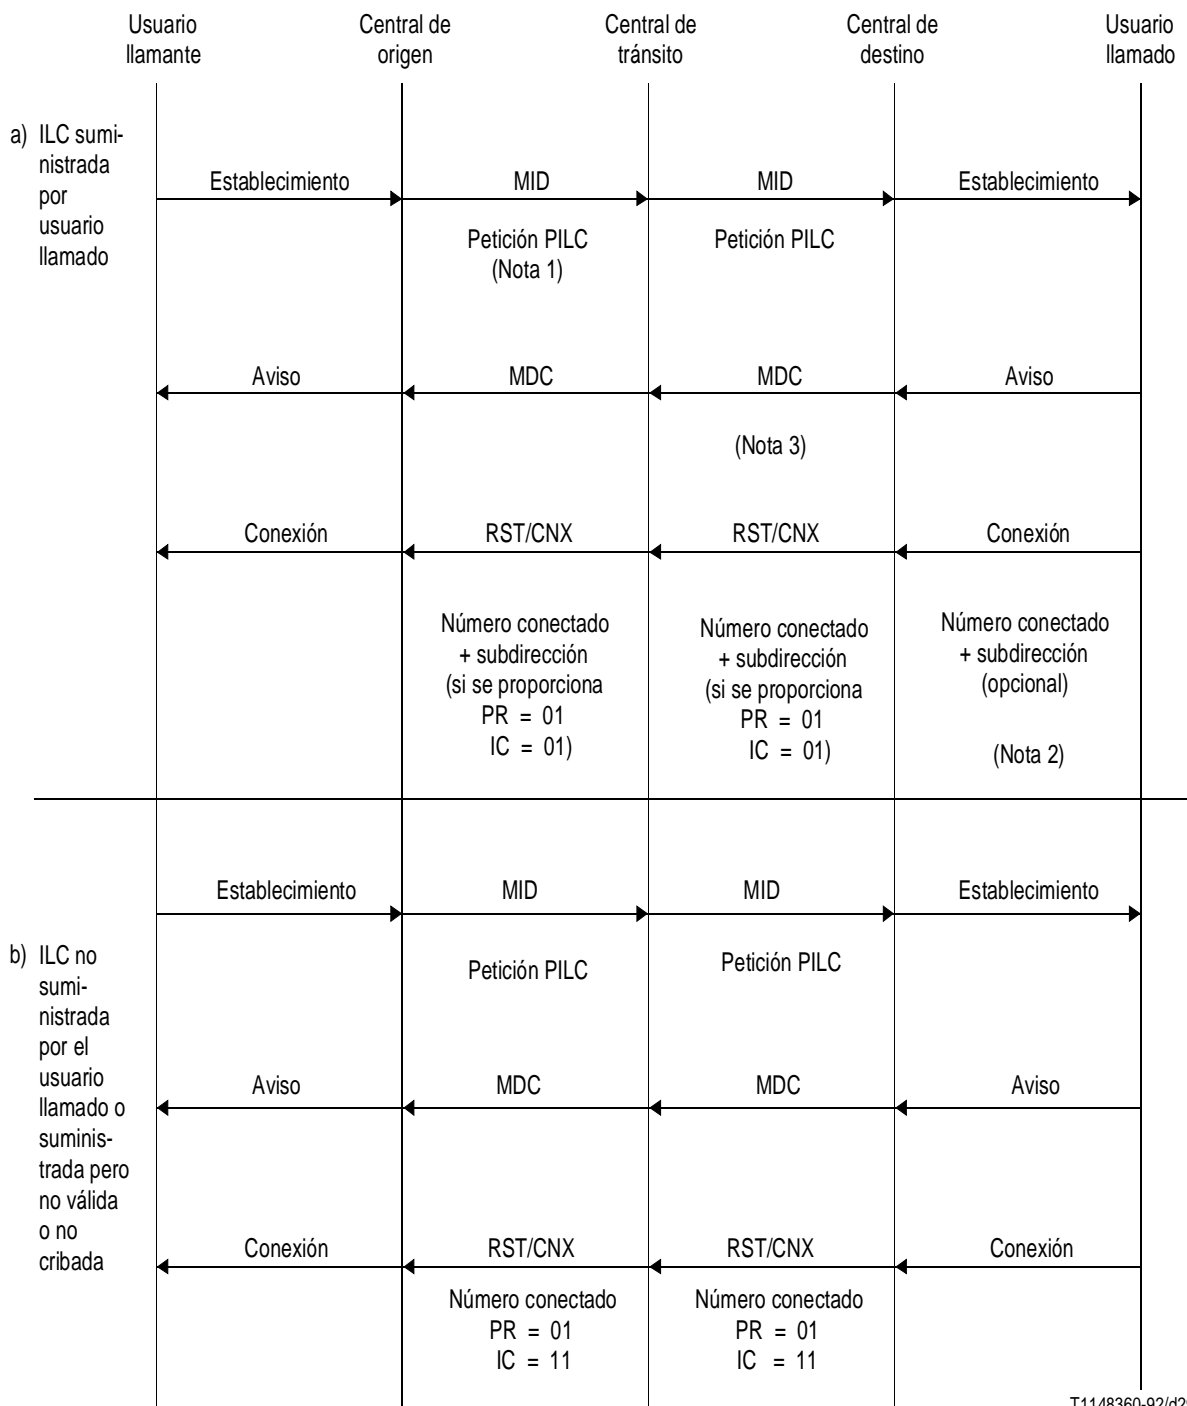 Usuario
llamante
Central de
origen
Central de
tránsito
Central de
destino
Usuario
llamado
a) ILC sumi-
nistrada
por
usuario
llamado
Establecimiento
MID
MID
Establecimiento
Petición PILC
(Nota 1)
Petición PILC
Aviso
MDC
MDC
Aviso
(Nota 3)
Conexión
RST/CNX
RST/CNX
Conexión
Número conectado
+ subdirección
(si se proporciona
PR = 01
IC = 01)
Número conectado
+ subdirección
(si se proporciona
PR = 01
IC = 01)
Número conectado
+ subdirección
(opcional)
(Nota 2)
Establecimiento
MID
MID
Establecimiento
b) ILC no
sumi-
nistrada
por el
usuario
llamado o
suminis-
trada pero
no válida
o no
cribada
Petición PILC
Petición PILC
Aviso
MDC
MDC
Aviso
Conexión
RST/CNX
RST/CNX
Conexión
Número conectado
PR = 01
IC = 11
Número conectado
PR = 01
IC = 11